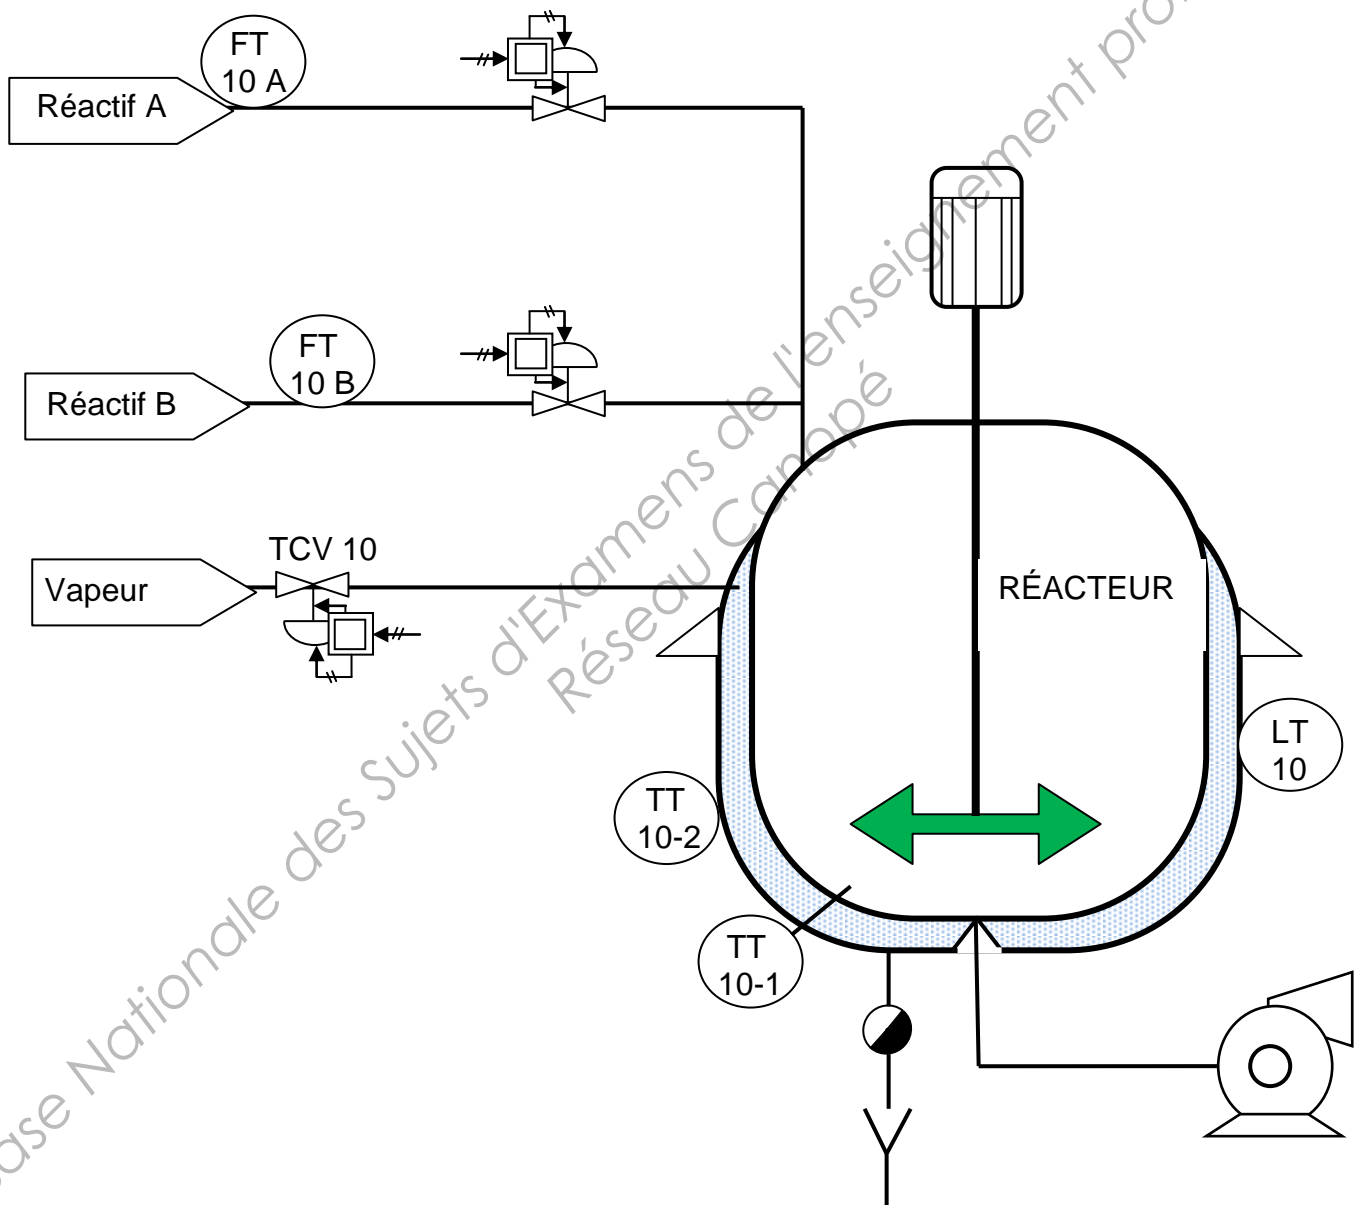 FT
10 A
Réactif A
FT
10 B
Réactif B
TCV 10
Vapeur
RÉACTEUR
LT
10
TT
10-2
TT
10-1
ase Nationale des Sujets d'Examens de l'enseignement pro
Réseau Canopé